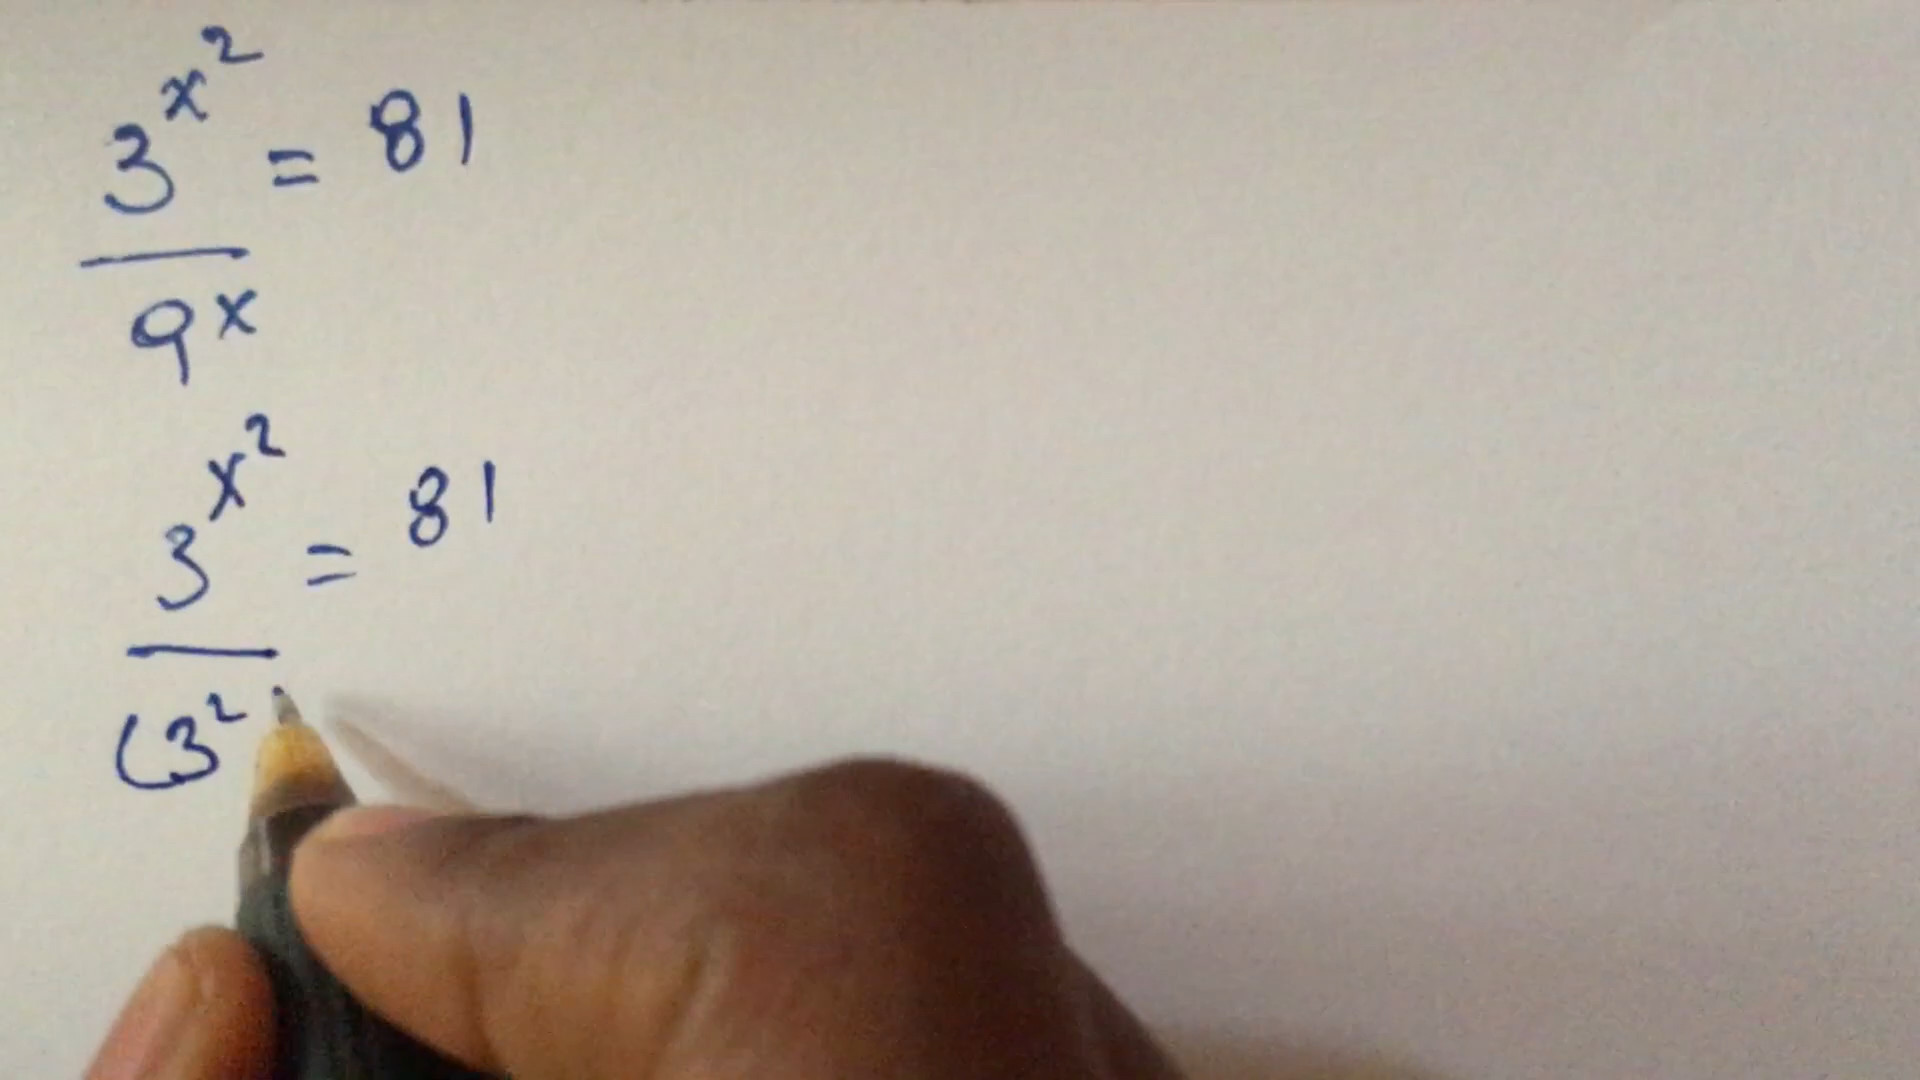 3^x^2 = 81
9^x
3^x^2 = 81
(3^2